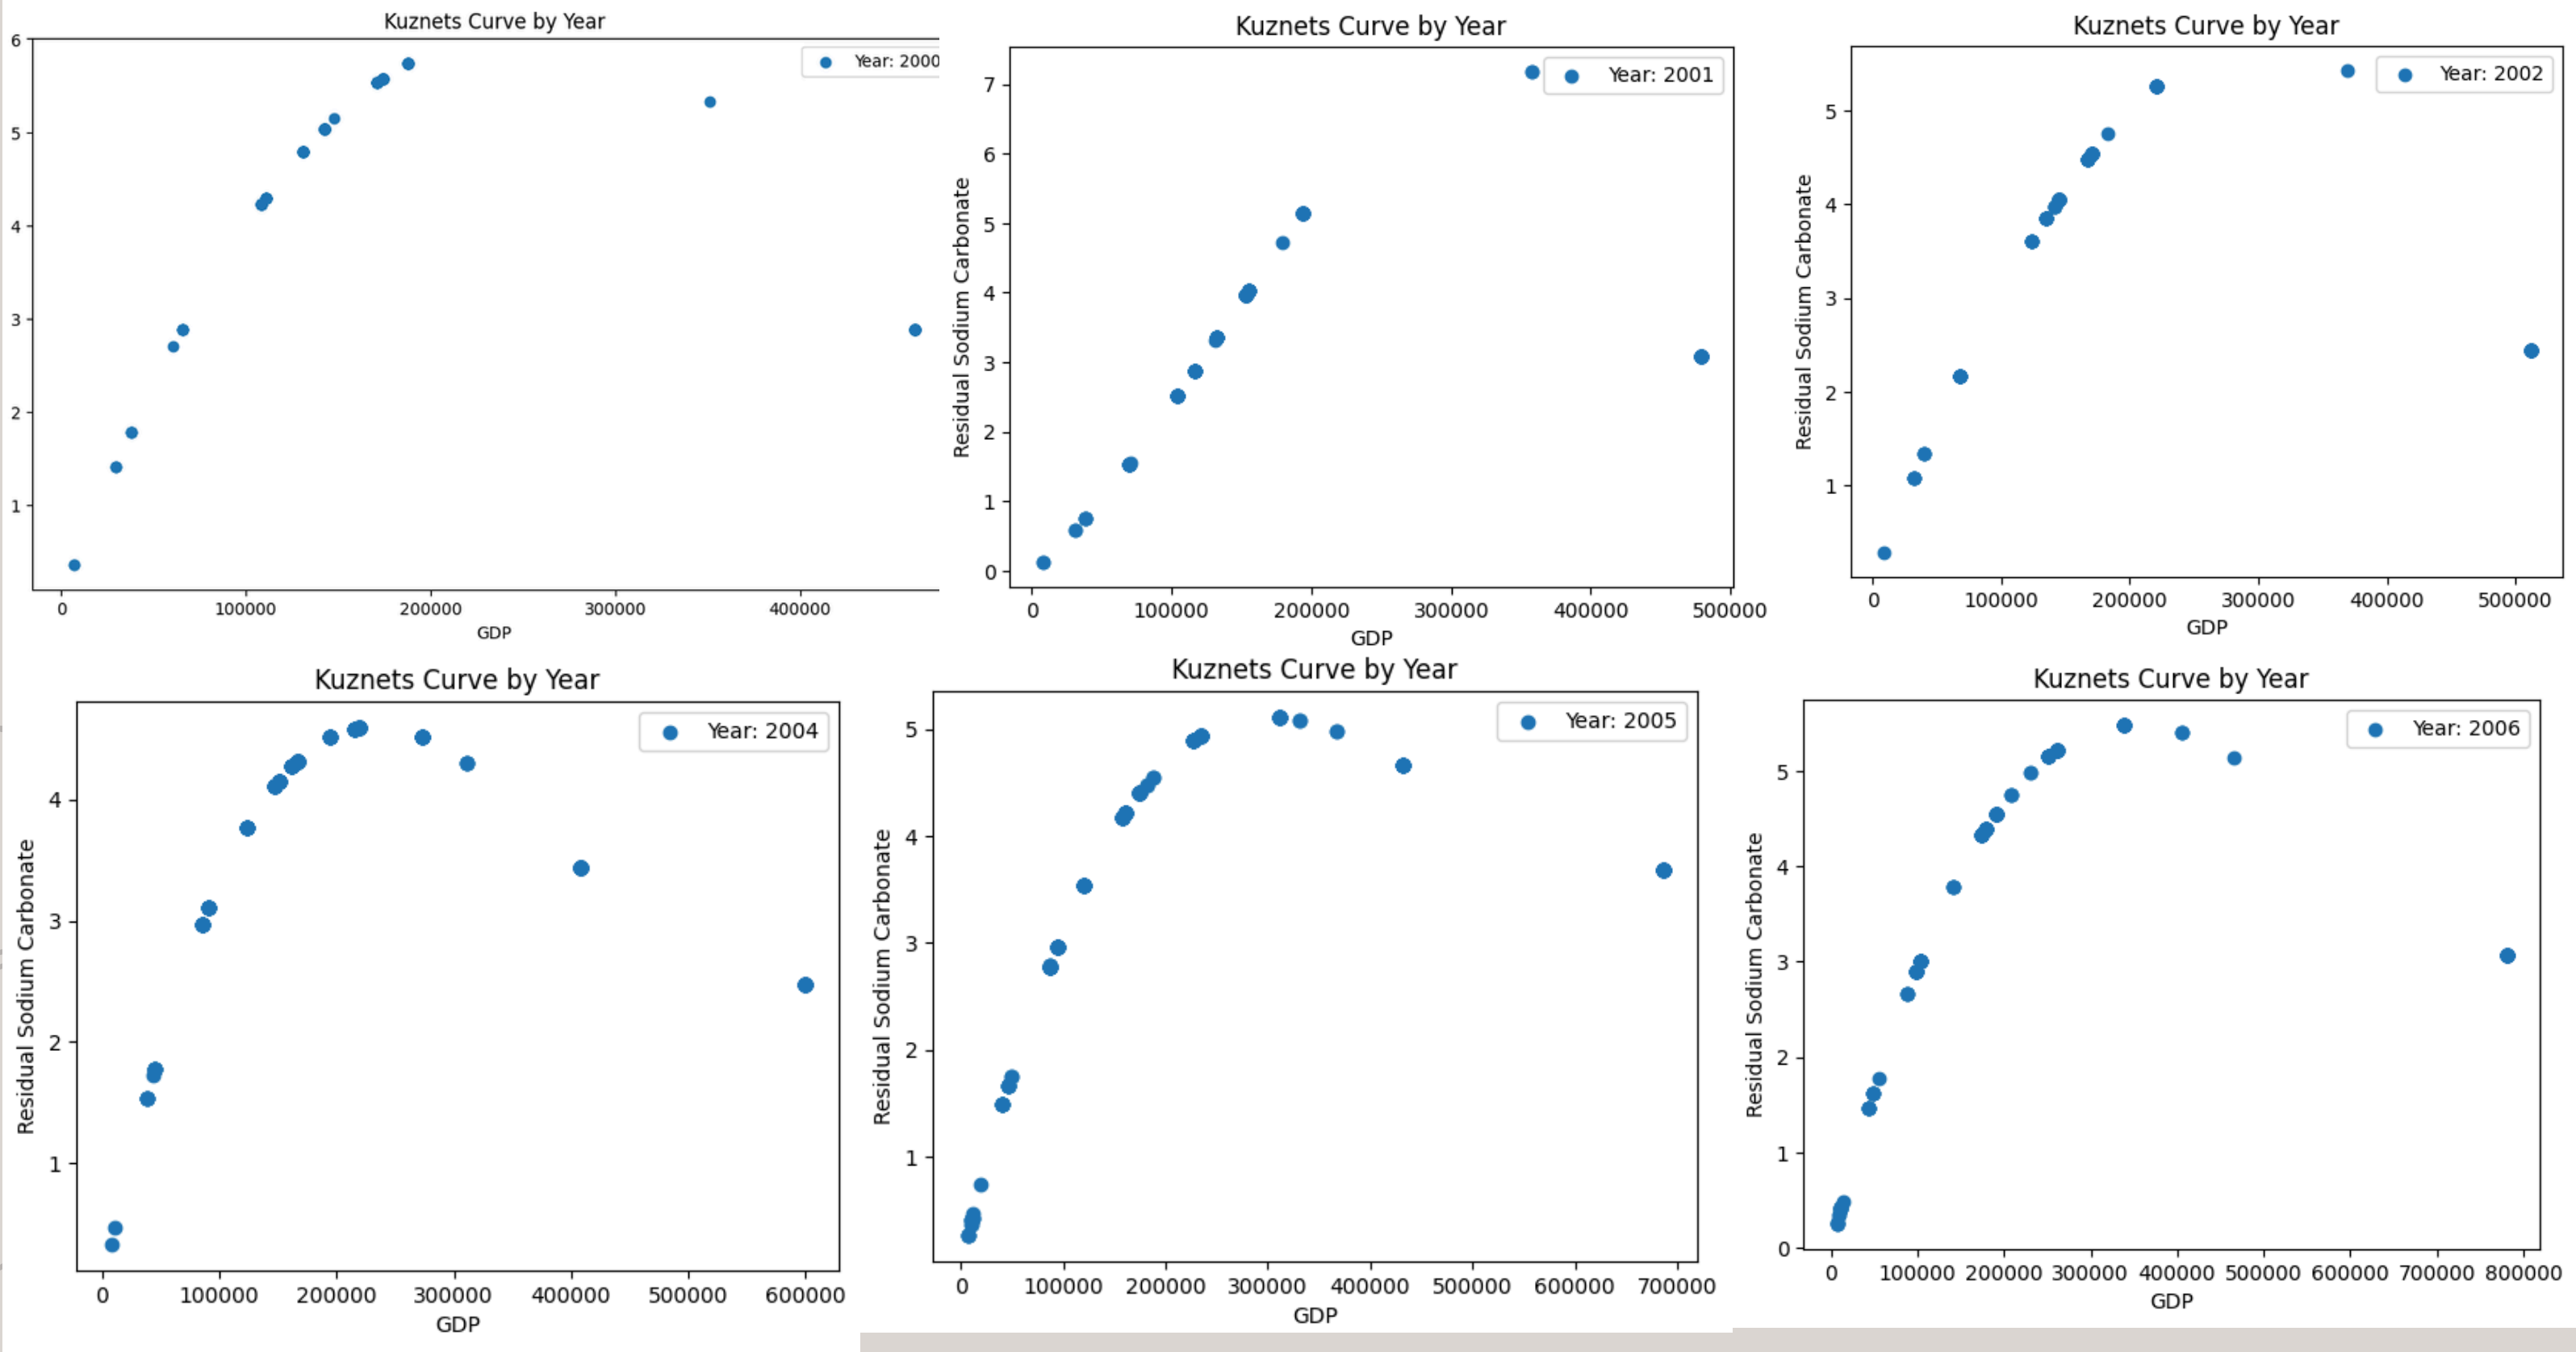 Kuznets Curve by Year
Year: 2000
6
5
4
3
2
1
0 100000 200000 300000 400000
GDP
Kuznets Curve by Year
Year: 2001
Residual Sodium Carbonate
7
6
5
4
3
2
1
0
0 100000 200000 300000 400000 500000
GDP
Kuznets Curve by Year
Year: 2002
Residual Sodium Carbonate
5
4
3
2
1
0 100000 200000 300000 400000 500000
GDP
Kuznets Curve by Year
Year: 2004
Residual Sodium Carbonate
4
3
2
1
0 100000 200000 300000 400000 500000 600000
GDP
Kuznets Curve by Year
Year: 2005
Residual Sodium Carbonate
5
4
3
2
1
0 100000 200000 300000 400000 500000 600000 700000
GDP
Kuznets Curve by Year
Year: 2006
Residual Sodium Carbonate
5
4
3
2
1
0
0 100000 200000 300000 400000 500000 600000 700000 800000
GDP